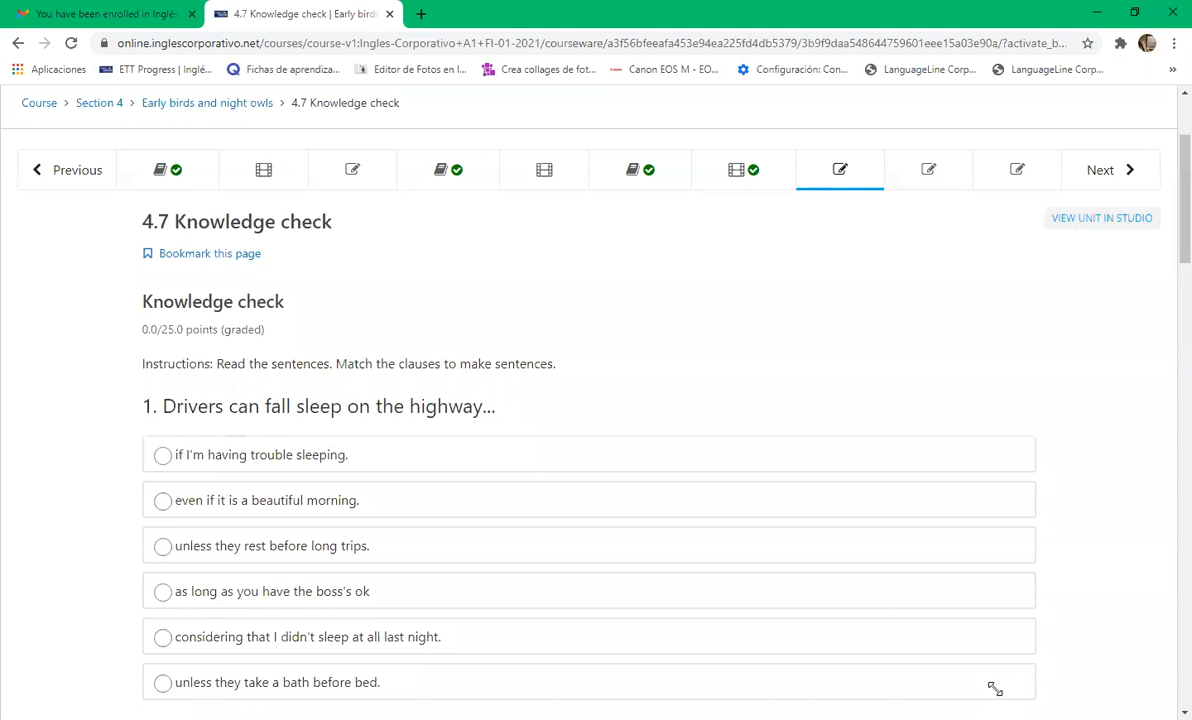 You have been enrolled in Inglés
4.7 Knowledge check | Early birds
online.inglescorporativo.net/courses/course-v1:Ingles-Corporativo+A1+FI-01-2021/courseware/a3f56bfeeafa453e94ea225fd4db5379/3b9f9daa548644759601eee15a03e90a/?activate_b...
Aplicaciones
ETT Progress | Inglé...
Fichas de aprendiza...
Editor de Fotos en l...
Crea collages de fot...
Canon EOS M - EO...
Configuración: Con...
LanguageLine Corp...
LanguageLine Corp...
»
Course > Section 4 > Early birds and night owls > 4.7 Knowledge check
Previous
Next
4.7 Knowledge check
VIEW UNIT IN STUDIO
Bookmark this page
Knowledge check
0.0/25.0 points (graded)
Instructions: Read the sentences. Match the clauses to make sentences.
1. Drivers can fall sleep on the highway...
if I'm having trouble sleeping.
even if it is a beautiful morning.
unless they rest before long trips.
as long as you have the boss's ok
considering that I didn't sleep at all last night.
unless they take a bath before bed.